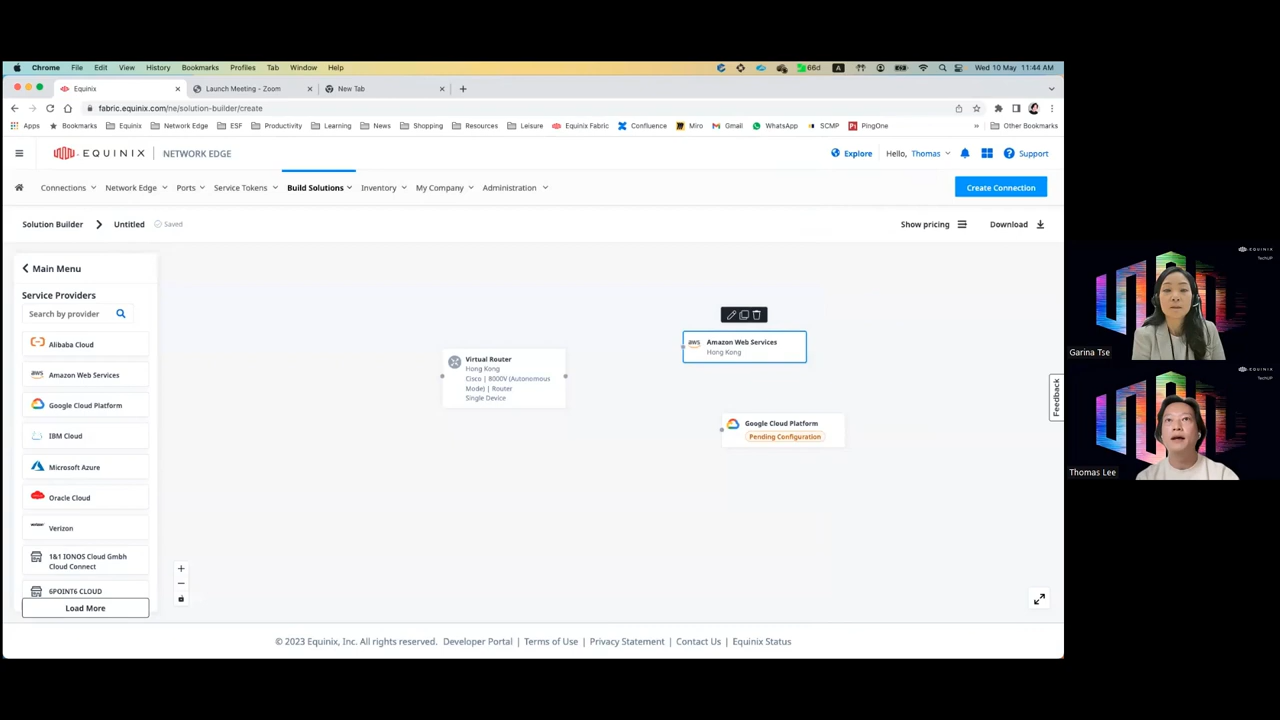 Chrome File Edit View History Bookmarks Profiles Tab Window Help
66d A Wed 10 May 11:44 AM
Equinix Launch Meeting - Zoom New Tab
fabric.equinix.com/ne/solution-builder/create
Apps Bookmarks Equinix Network Edge ESF Productivity Learning News Shopping Resources Leisure Equinix Fabric Confluence Miro Gmail WhatsApp SCMP PingOne » Other Bookmarks
EQUINIX NETWORK EDGE Explore Hello, Thomas Support
Connections Network Edge Ports Service Tokens Build Solutions Inventory My Company Administration Create Connection
Solution Builder Untitled Saved Show pricing Download
Main Menu
Service Providers
Search by provider
Alibaba Cloud
aws Amazon Web Services
Google Cloud Platform
IBM Cloud
Microsoft Azure
Oracle Cloud
Verizon
1&1 IONOS Cloud Gmbh
Cloud Connect
6POINT6 CLOUD
Load More
Virtual Router
Hong Kong
Cisco | 8000V (Autonomous
Mode) | Router
Single Device
aws Amazon Web Services
Hong Kong
Google Cloud Platform
Pending Configuration
Feedback
© 2023 Equinix, Inc. All rights reserved. Developer Portal | Terms of Use | Privacy Statement | Contact Us | Equinix Status
EQUINIX
TechUP
Garina Tse
EQUINIX
TechUP
Thomas Lee